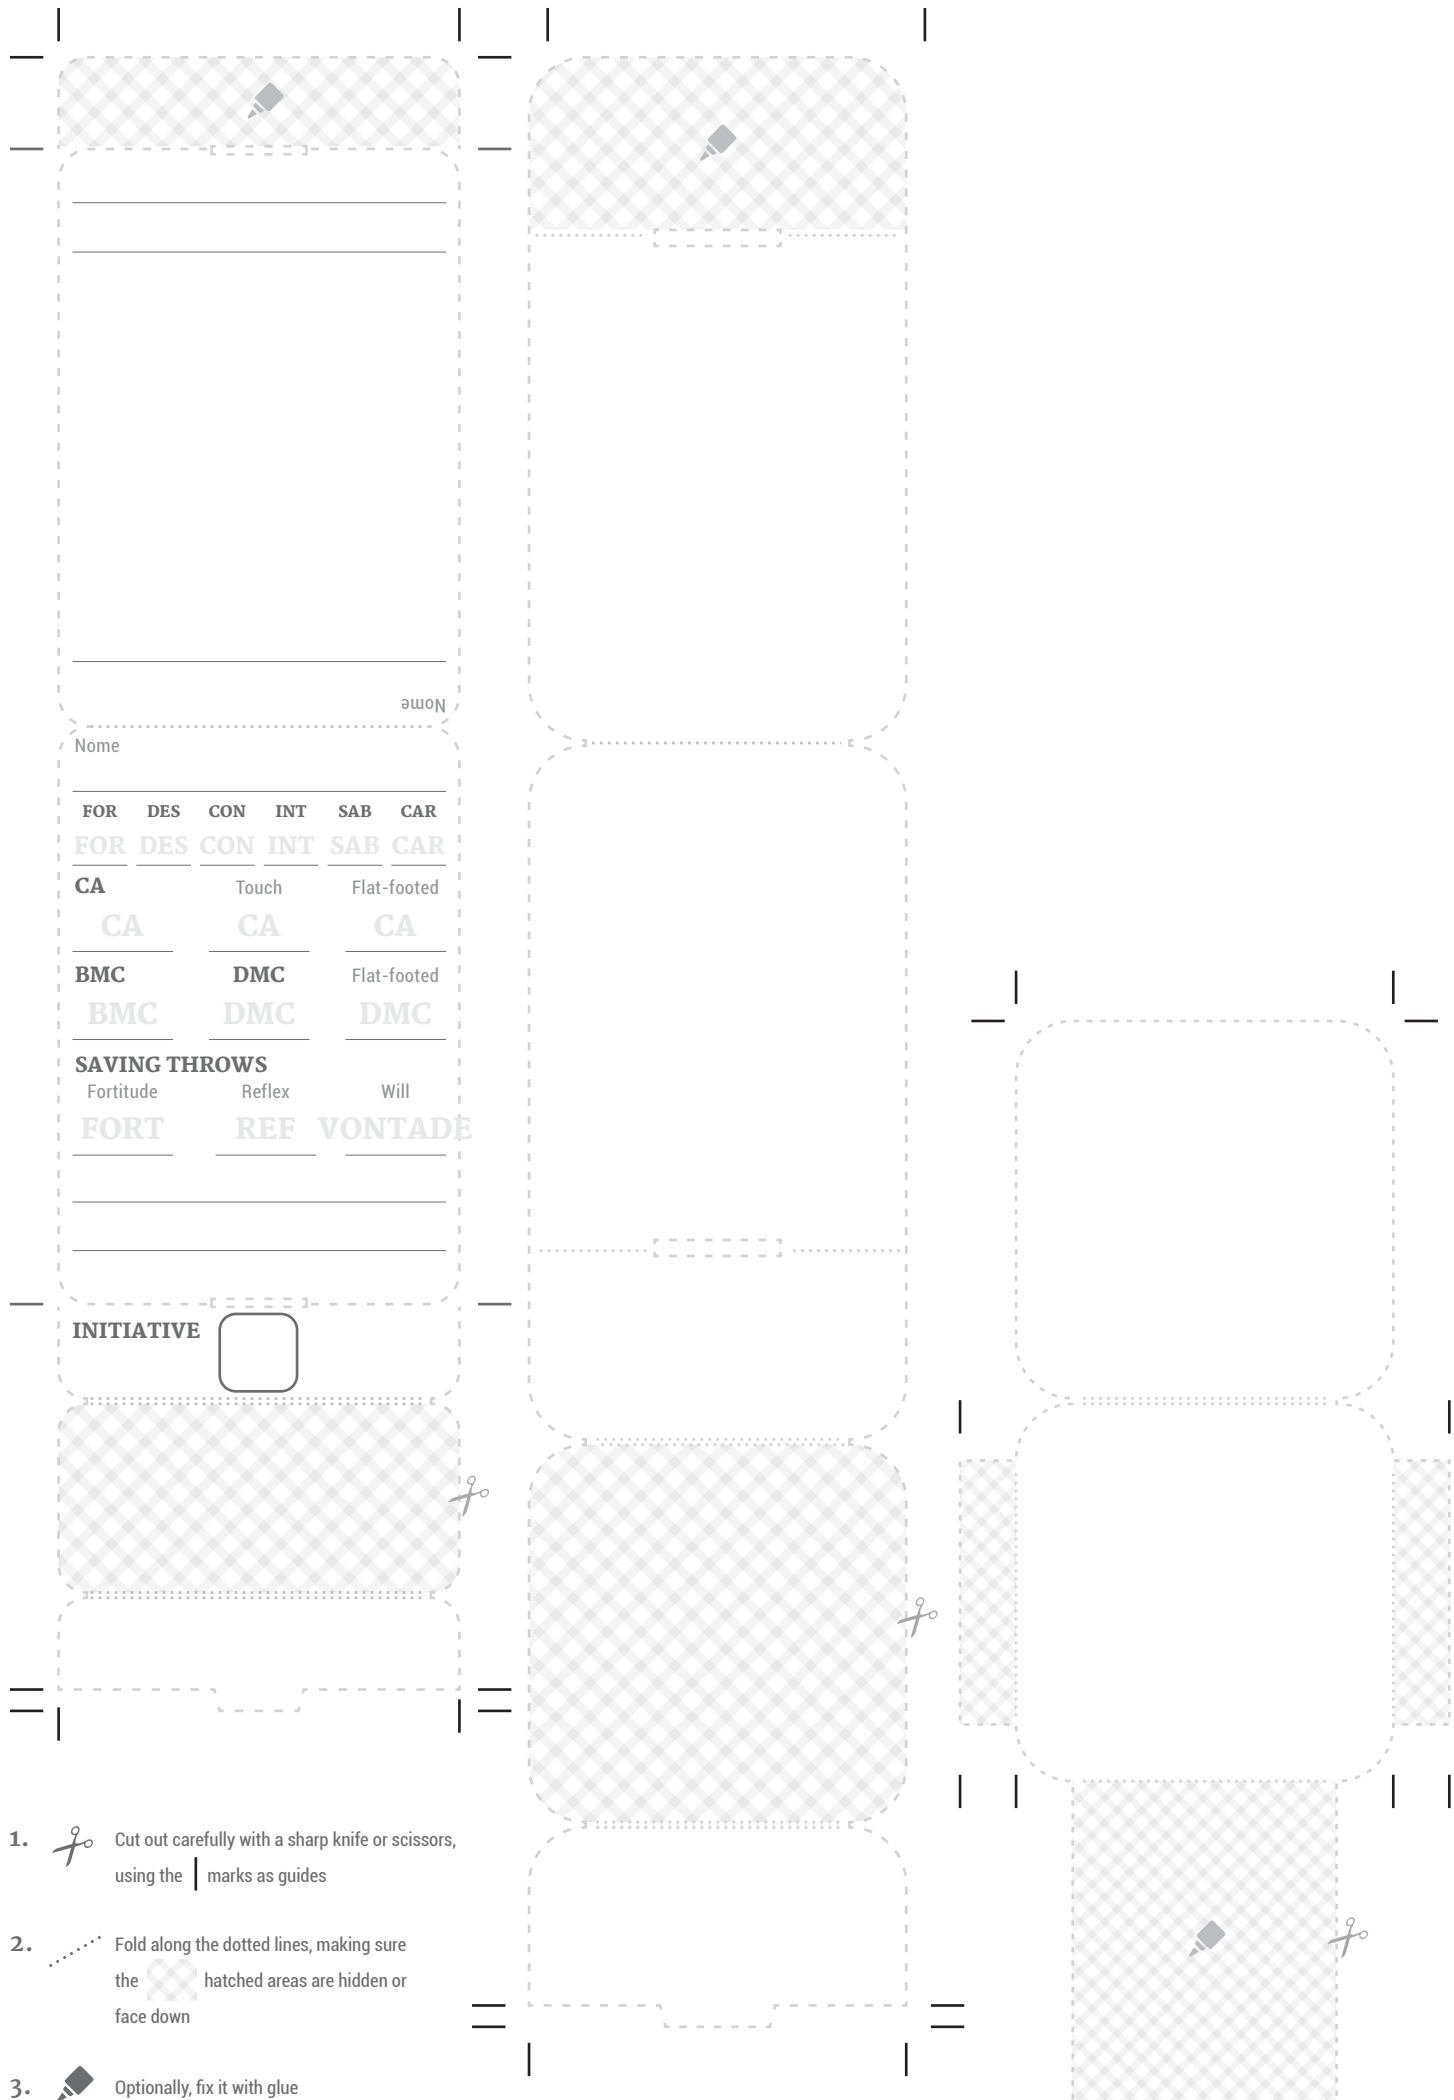 Nome
Nome
FOR DES CON INT SAB CAR
FOR DES CON INT SAB CAR
CA Touch Flat-footed
CA CA CA
BMC DMC Flat-footed
BMC DMC DMC
SAVING THROWS
Fortitude Reflex Will
FORT REF VONTADE
INITIATIVE
1. Cut out carefully with a sharp knife or scissors,
using the marks as guides
2. Fold along the dotted lines, making sure
the hatched areas are hidden or
face down
3. Optionally, fix it with glue